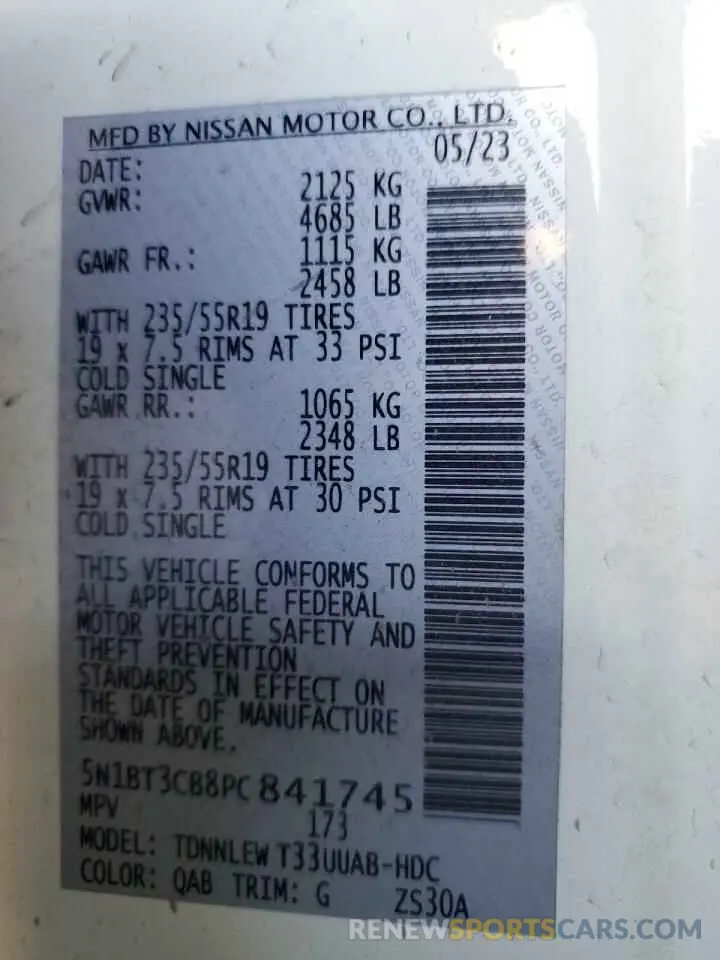 MFD BY NISSAN MOTOR CO., LTD.
DATE: 05/23
GVWR: 2125 KG
4685 LB
GAWR FR.: 1115 KG
2458 LB
WITH 235/55R19 TIRES
19 x 7.5 RIMS AT 33 PSI
COLD SINGLE
GAWR RR.: 1065 KG
2348 LB
WITH 235/55R19 TIRES
19 x 7.5 RIMS AT 30 PSI
COLD SINGLE
THIS VEHICLE CONFORMS TO
ALL APPLICABLE FEDERAL
MOTOR VEHICLE SAFETY AND
THEFT PREVENTION
STANDARDS IN EFFECT ON
THE DATE OF MANUFACTURE
SHOWN ABOVE.
5N1BT3CB8PC841745
MPV 173
MODEL: TDNNLEW T33UUAB-HDC
COLOR: QAB TRIM: G ZS30A
RENEWSPORTSCARS.COM